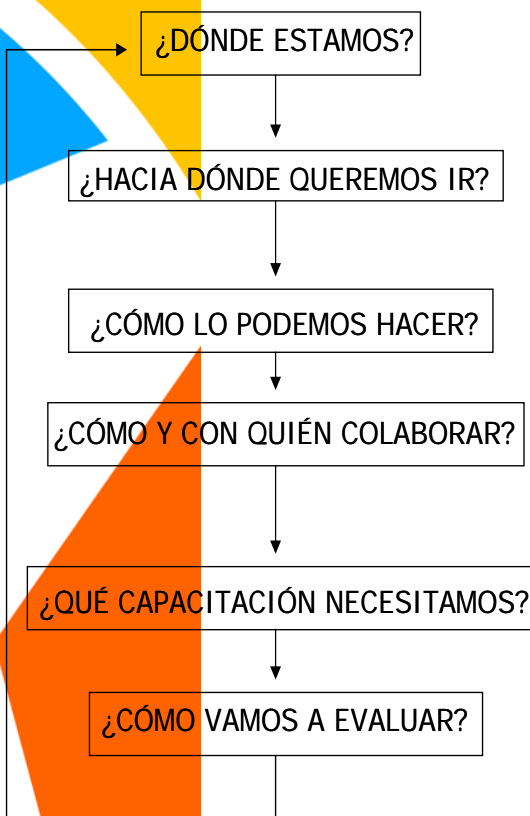 ¿DÓNDE ESTAMOS?
¿HACIA DÓNDE QUEREMOS IR?
¿CÓMO LO PODEMOS HACER?
¿CÓMO Y CON QUIÉN COLABORAR?
¿QUÉ CAPACITACIÓN NECESITAMOS?
¿CÓMO VAMOS A EVALUAR?